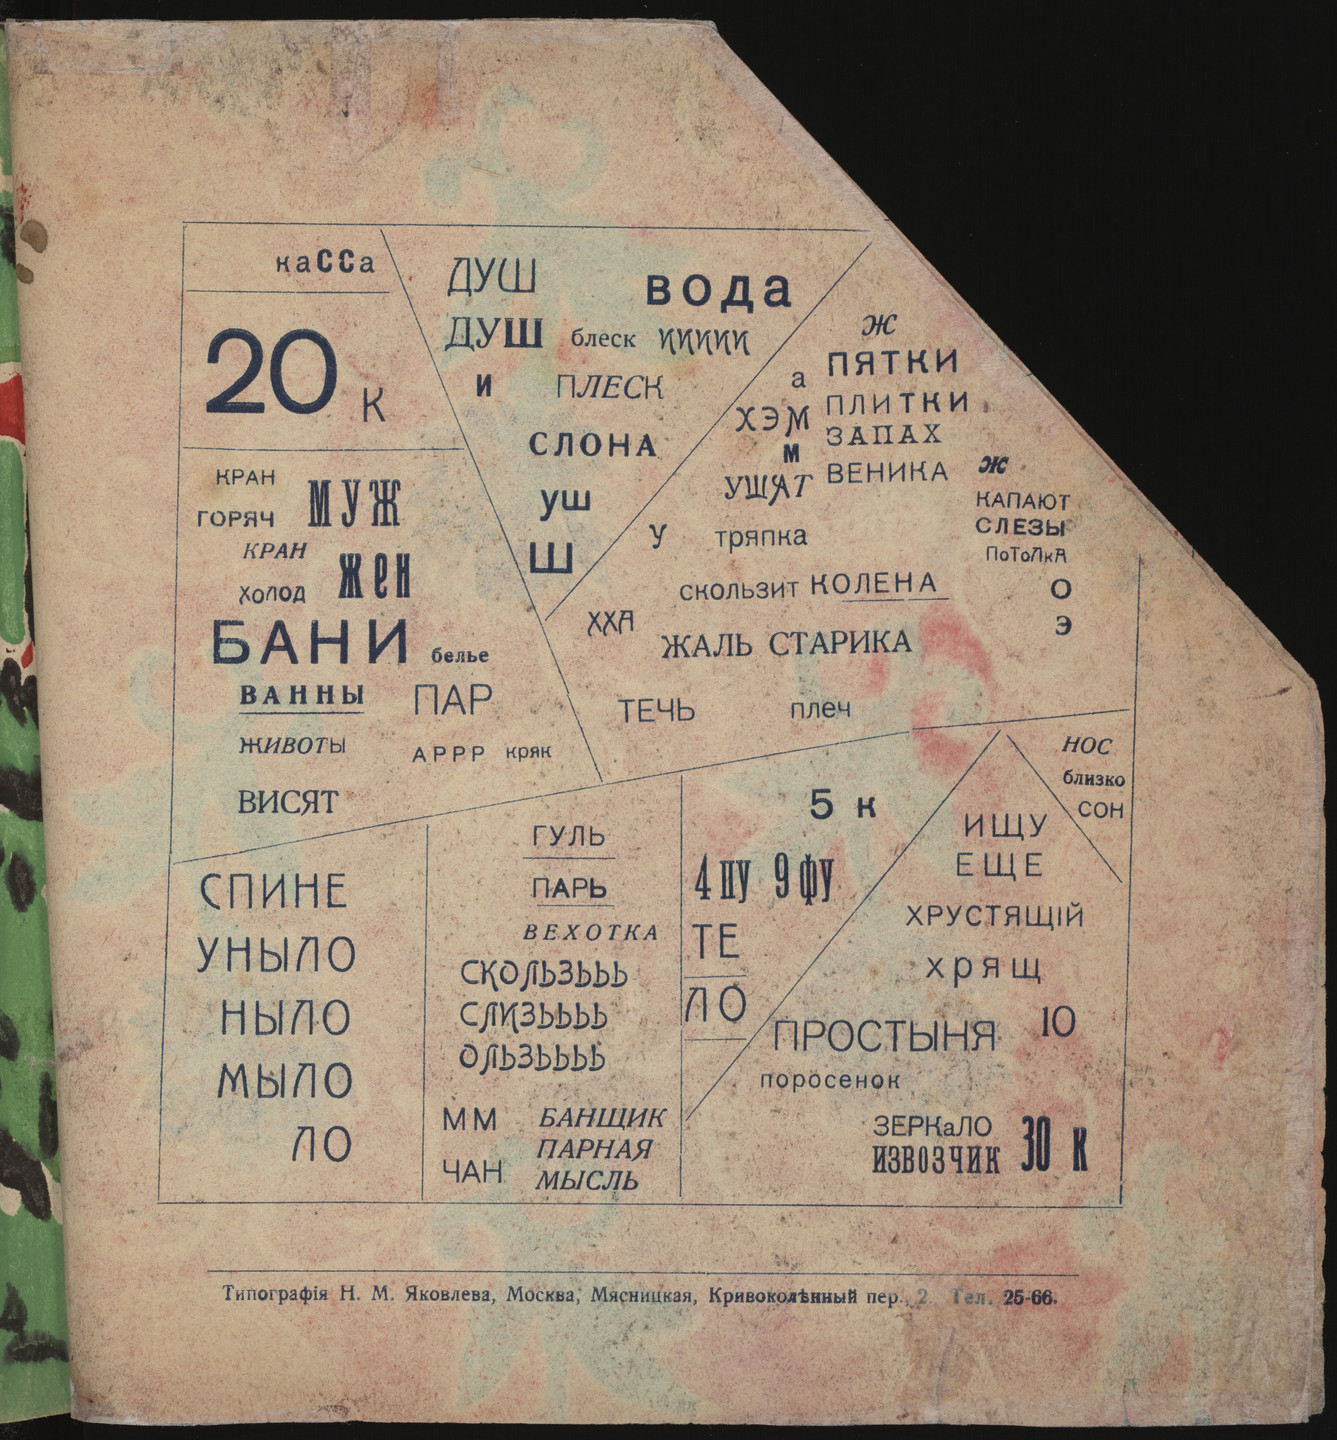 каССа
20 К
КРАН
ГОРЯЧ МУЖ
КРАН
ХОЛОД ЖеН
БАНИ белье
ВАННЫ ПАР
ЖИВОТЫ АРРР кряк
ВИСЯТ
ДУШ вода
ДУШ блеск ИИИИИ
и ПЛЕСК
СЛОНА
уш
Ш
Ж
а ПЯТКИ
ХЭМ ПЛИТКИ
ЗАПАХ
м
УШАТ ВЕНИКА Ж
КАПАЮТ
СЛЕЗЫ
ПоТоЛкА
У тряпка
скользит КОЛЕНА О
ХХА ЖАЛЬ СТАРИКА Э
ТЕЧЬ плеч
СПИНЕ
УНЫЛО
НЫЛО
МЫЛО
ЛО
ГУЛЬ
ПАРЬ
ВЕХОТКА
СКОЛЬЗЬЬЬ
СЛИЗЬЬЬЬ
ОЛЬЗЬЬЬЬ
ММ БАНЩИК
ПАРНАЯ
ЧАН МЫСЛЬ
5 к
4 ПУ 9 фу
ТЕ
ЛО
НОС
близко
СОН
ИЩУ
ЕЩЕ
ХРУСТЯЩІЙ
хрящ
ПРОСТЫНЯ 10
поросенок
ЗЕРКаЛО
ИЗВОЗЧИК 30 К
Типографія Н. М. Яковлева, Москва, Мясницкая, Кривоколѣнный пер., 2. Тел. 25-66.